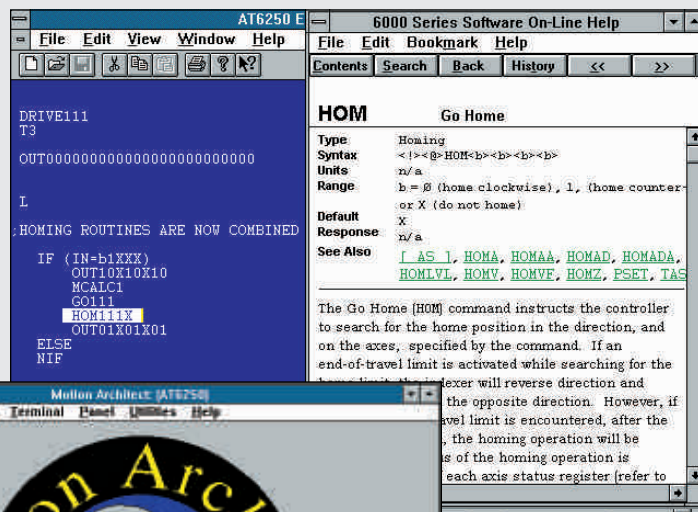 AT6250 E
File Edit View Window Help
DRIVE111
T3
OUT000000000000000000000000
L
;HOMING ROUTINES ARE NOW COMBINED
IF (IN=b1XXX)
OUT10X10X10
MCALC1
GO111
HOM111X
OUT01X01X01
ELSE
NIF
6000 Series Software On-Line Help
File Edit Bookmark Help
Contents Search Back History << >>
HOM Go Home
Type Homing
Syntax <!><@>HOM<b><b><b><b>
Units n/a
Range b = Ø (home clockwise), 1, (home counter-
or X (do not home)
Default X
Response n/a
See Also [ AS ], HOMA, HOMAA, HOMAD, HOMADA,
HOMLVL, HOMV, HOMVF, HOMZ, PSET, TAS
The Go Home (HOM) command instructs the controller
to search for the home position in the direction, and
on the axes, specified by the command. If an
end-of-travel limit is activated while searching for the
indexer will reverse direction and
the opposite direction. However, if
limit is encountered, after the
, the homing operation will be
of the homing operation is
each axis status register (refer to
Motion Architect: [AT6250]
Terminal Panel Utilities Help
on Arch